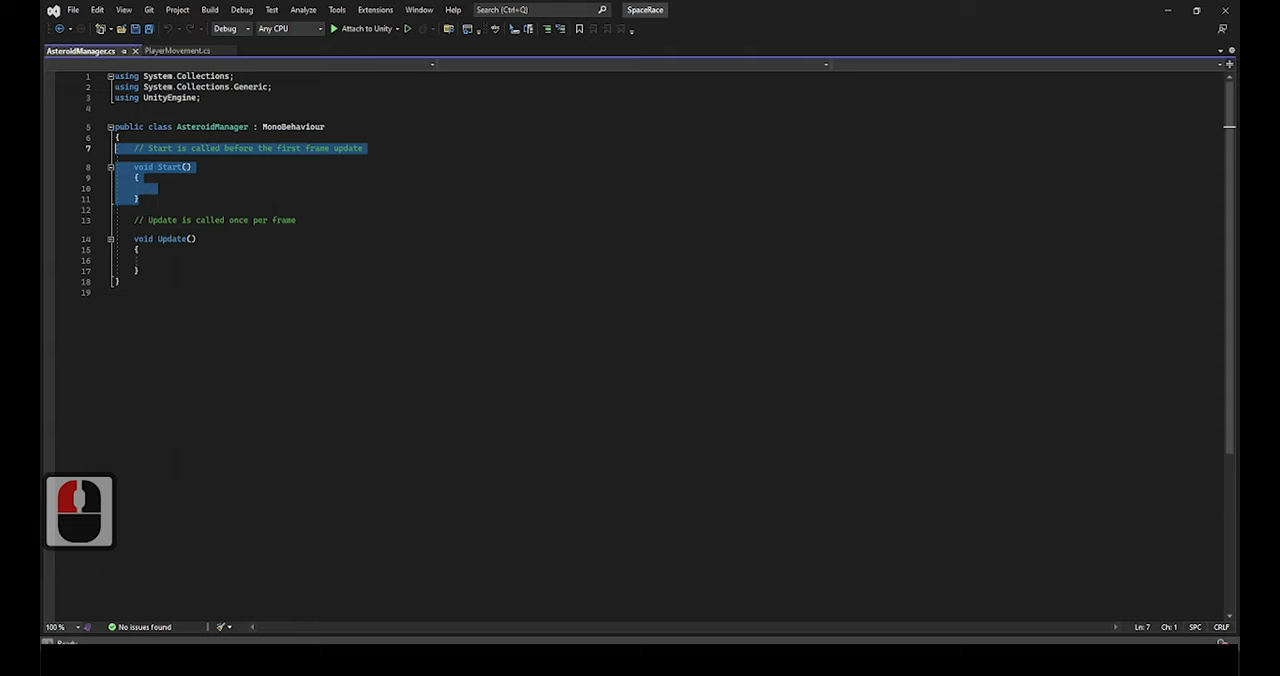 File Edit View Git Project Build Debug Test Analyze Tools Extensions Window Help Search (Ctrl+Q) SpaceRace
Debug Any CPU Attach to Unity
AsteroidManager.cs PlayerMovement.cs
1 using System.Collections;
2 using System.Collections.Generic;
3 using UnityEngine;
4
5 public class AsteroidManager : MonoBehaviour
6 {
7 // Start is called before the first frame update
8 void Start()
9 {
10
11 }
12
13 // Update is called once per frame
14 void Update()
15 {
16
17 }
18 }
19
100 % No issues found Ln: 7 Ch: 1 SPC CRLF